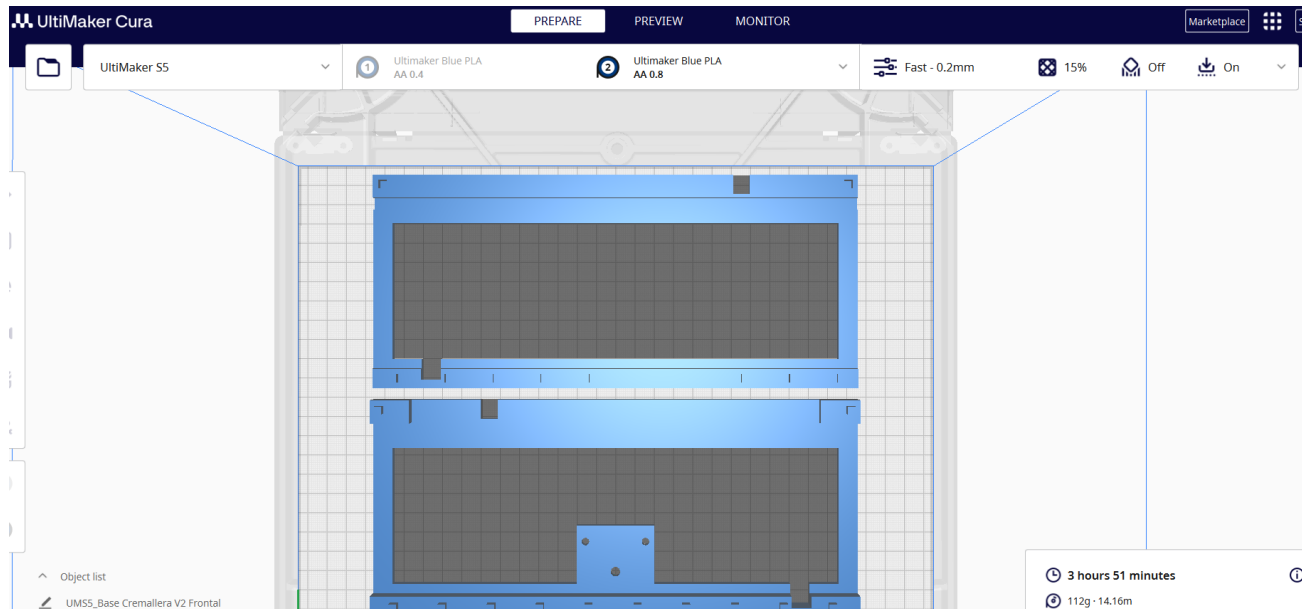 UltiMaker Cura
PREPARE
PREVIEW
MONITOR
Marketplace
UltiMaker S5
1
Ultimaker Blue PLA
AA 0.4
2
Ultimaker Blue PLA
AA 0.8
Fast - 0.2mm
15%
Off
On
Object list
UMS5_Base Cremallera V2 Frontal
3 hours 51 minutes
112g · 14.16m